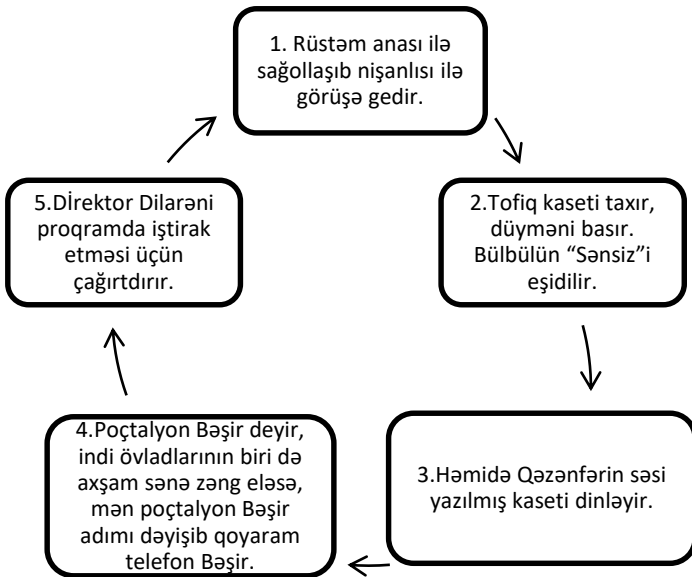 1. Rüstəm anası ilə
sağollaşıb nişanlısı ilə
görüşə gedir.
2.Tofiq kaseti taxır,
düyməni basır.
Bülbülün “Sənsiz”i
eşidilir.
3.Həmidə Qəzənfərin səsi
yazılmış kaseti dinləyir.
4.Poçtalyon Bəşir deyir,
indi övladlarının biri də
axşam sənə zəng eləsə,
mən poçtalyon Bəşir
adımı dəyişib qoyaram
telefon Bəşir.
5.Dİrektor Dilarəni
proqramda iştirak
etməsi üçün
çağırtdırır.